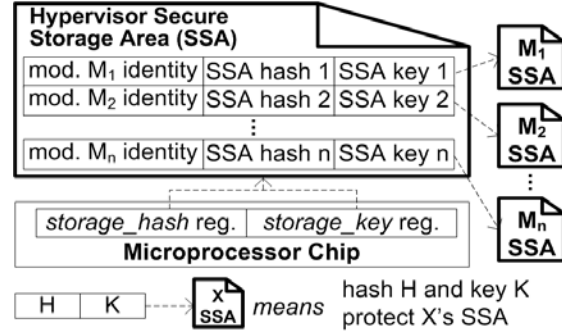 Hypervisor Secure
Storage Area (SSA)
mod. M₁ identity SSA hash 1 SSA key 1
mod. M₂ identity SSA hash 2 SSA key 2
⋮
mod. Mₙ identity SSA hash n SSA key n
M₁
SSA
M₂
SSA
⋮
Mₙ
SSA
storage_hash reg. storage_key reg.
Microprocessor Chip
H K
X
SSA
means
hash H and key K
protect X's SSA